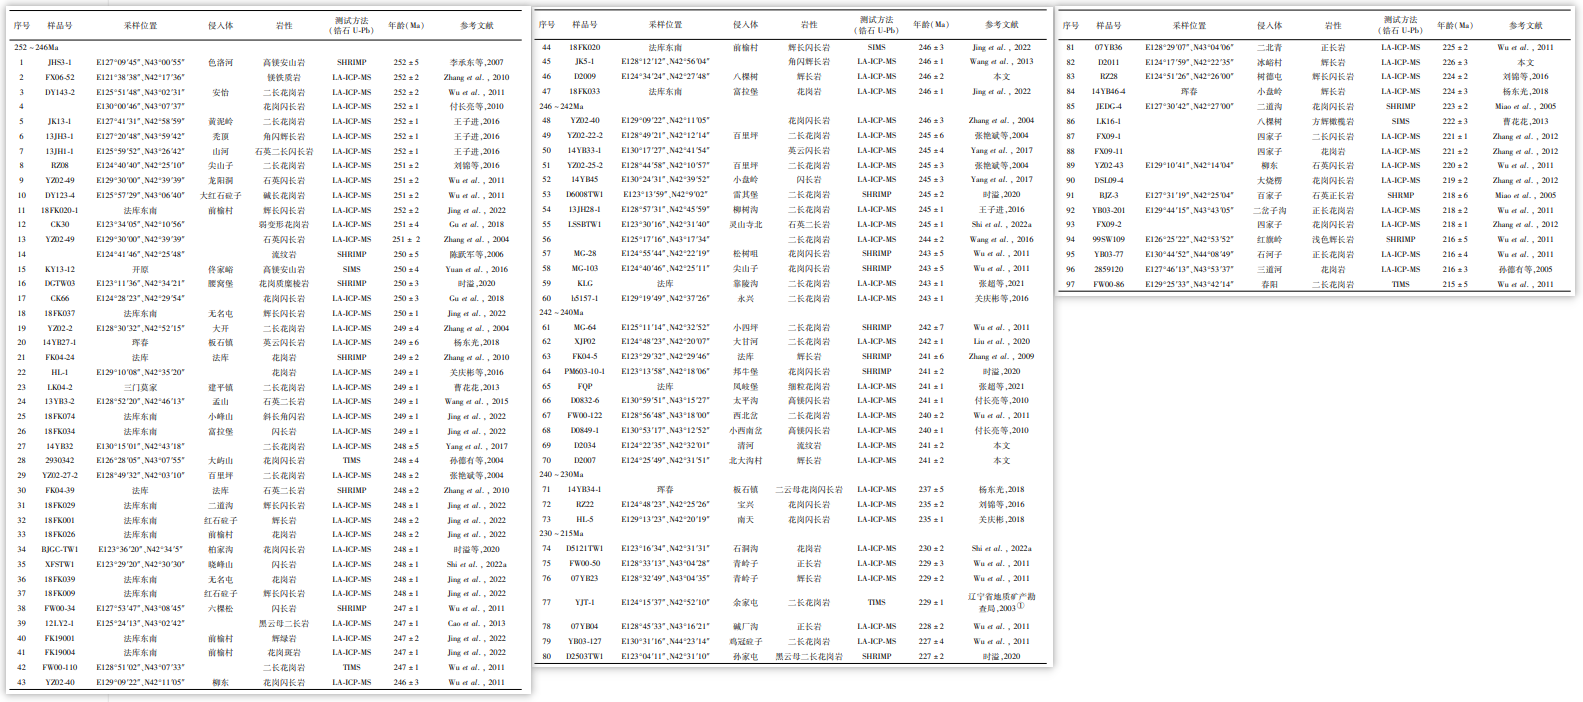 序号 样品号 采样位置 侵入体 岩性 测试方法(锆石 U-Pb) 年龄(Ma) 参考文献
252～246Ma
1 JHS3-1 E127°09′45″、N43°00′55″ 色洛河 高镁安山岩 SHRIMP 252±5 李承东等,2007
2 FX06-52 E121°38′38″、N42°17′36″ 镁铁质岩 LA-ICP-MS 252±2 Zhang et al., 2010
3 DY143-2 E125°51′48″、N43°02′31″ 安怡 二长花岗岩 LA-ICP-MS 252±2 Wu et al., 2011
4 E130°00′46″、N43°07′37″ 花岗闪长岩 LA-ICP-MS 252±1 付长亮等,2010
5 JK13-1 E127°41′31″、N42°58′59″ 黄泥岭 二长花岗岩 LA-ICP-MS 252±1 王子进,2016
6 13JH3-1 E127°20′48″、N43°59′42″ 秃顶 角闪辉长岩 LA-ICP-MS 252±1 王子进,2016
7 13JH1-1 E125°59′52″、N43°26′42″ 山河 石英二长闪长岩 LA-ICP-MS 252±1 王子进,2016
8 RZ08 E124°40′40″、N42°25′10″ 尖山子 二长花岗岩 LA-ICP-MS 251±2 刘锦等,2016
9 YZ02-49 E129°30′00″、N42°39′39″ 龙阳洞 石英闪长岩 LA-ICP-MS 251±2 Wu et al., 2011
10 DY123-4 E125°57′29″、N43°06′40″ 大红石砬子 碱长花岗岩 LA-ICP-MS 251±2 Wu et al., 2011
11 18FK020-1 法库东南 前榆村 辉长闪长岩 LA-ICP-MS 252±2 Jing et al., 2022
12 CK30 E123°34′05″、N42°10′56″ 弱变形花岗岩 LA-ICP-MS 251±4 Gu et al., 2018
13 YZ02-49 E129°30′00″、N42°39′39″ 石英闪长岩 LA-ICP-MS 251± 2 Zhang et al., 2004
14 E124°41′46″、N42°25′48″ 流纹岩 SHRIMP 250±5 陈跃军等,2006
15 KY13-12 开原 佟家峪 高镁安山岩 SIMS 250±4 Yuan et al., 2016
16 DGTW03 E123°11′36″、N42°34′21″ 腰窝堡 花岗质糜棱岩 SHRIMP 250±3 时溢,2020
17 CK66 E124°28′23″、N42°29′54″ 花岗闪长岩 LA-ICP-MS 250±3 Gu et al., 2018
18 18FK037 法库东南 无名屯 辉长闪长岩 LA-ICP-MS 250±1 Jing et al., 2022
19 YZ02-2 E128°30′32″、N42°52′15″ 大开 二长花岗岩 LA-ICP-MS 249±4 Zhang et al., 2004
20 14YB27-1 珲春 板石镇 英云闪长岩 LA-ICP-MS 249±6 杨东光,2018
21 FK04-24 法库 法库 花岗岩 SHRIMP 249±2 Zhang et al., 2010
22 HL-1 E129°10′08″、N42°35′20″ 花岗岩 LA-ICP-MS 249±1 关庆彬等,2016
23 LK04-2 三门莫家 建平镇 二长花岗岩 LA-ICP-MS 249±1 曹花花,2013
24 13YB3-2 E128°52′20″、N42°46′13″ 孟山 石英二长岩 LA-ICP-MS 249±1 Wang et al., 2015
25 18FK074 法库东南 小峰山 斜长角闪岩 LA-ICP-MS 249±1 Jing et al., 2022
26 18FK034 法库东南 富拉堡 闪长岩 LA-ICP-MS 249±1 Jing et al., 2022
27 14YB32 E130°15′01″、N42°43′18″ 二长花岗岩 LA-ICP-MS 248±5 Yang et al., 2017
28 2930342 E126°28′05″、N43°07′55″ 大屿山 花岗闪长岩 TIMS 248±4 孙德有等,2004
29 YZ02-27-2 E128°49′32″、N42°03′10″ 百里坪 二长花岗岩 LA-ICP-MS 248±2 张艳斌等,2004
30 FK04-39 法库 法库 石英二长岩 SHRIMP 248±2 Zhang et al., 2010
31 18FK029 法库东南 二道沟 辉长闪长岩 LA-ICP-MS 248±1 Jing et al., 2022
32 18FK001 法库东南 红石砬子 辉长岩 LA-ICP-MS 248±2 Jing et al., 2022
33 18FK026 法库东南 前榆村 花岗岩 LA-ICP-MS 248±2 Jing et al., 2022
34 BJGC-TW1 E123°36′20″、N42°34′5″ 柏家沟 花岗闪长岩 LA-ICP-MS 248±1 时溢等,2020
35 XFSTW1 E123°29′20″、N42°30′30″ 晓峰山 闪长岩 LA-ICP-MS 248±1 Shi et al., 2022a
36 18FK039 法库东南 无名屯 花岗岩 LA-ICP-MS 248±1 Jing et al., 2022
37 18FK009 法库东南 红石砬子 辉长闪长岩 LA-ICP-MS 248±1 Jing et al., 2022
38 FW00-34 E127°53′47″、N43°08′45″ 六棵松 闪长岩 SHRIMP 247±1 Wu et al., 2011
39 12LY2-1 E125°24′13″、N43°02′42″ 黑云母二长岩 LA-ICP-MS 247±1 Cao et al., 2013
40 FK19001 法库东南 前榆村 辉绿岩 LA-ICP-MS 247±2 Jing et al., 2022
41 FK19004 法库东南 前榆村 花岗斑岩 LA-ICP-MS 247±1 Jing et al., 2022
42 FW00-110 E128°51′02″、N43°07′33″ 二长花岗岩 TIMS 247±1 Wu et al., 2011
43 YZ02-40 E129°09′22″、N42°11′05″ 柳东 花岗闪长岩 LA-ICP-MS 246±3 Wu et al., 2011
序号 样品号 采样位置 侵入体 岩性 测试方法(锆石 U-Pb) 年龄(Ma) 参考文献
44 18FK020 法库东南 前榆村 辉长闪长岩 SIMS 246±3 Jing et al., 2022
45 JK5-1 E128°12′12″、N42°56′04″ 角闪辉长岩 LA-ICP-MS 246±1 Wang et al., 2013
46 D2009 E124°34′24″、N42°27′48″ 八棵树 辉长岩 LA-ICP-MS 246±2 本文
47 18FK033 法库东南 富拉堡 花岗岩 LA-ICP-MS 246±1 Jing et al., 2022
246～242Ma
48 YZ02-40 E129°09′22″、N42°11′05″ 花岗闪长岩 LA-ICP-MS 246±3 Zhang et al., 2004
49 YZ02-22-2 E128°49′21″、N42°12′14″ 百里坪 二长花岗岩 LA-ICP-MS 245±6 张艳斌等,2004
50 14YB33-1 E130°17′27″、N42°41′54″ 英云闪长岩 LA-ICP-MS 245±4 Yang et al., 2017
51 YZ02-25-2 E128°44′58″、N42°10′57″ 百里坪 二长花岗岩 LA-ICP-MS 245±3 张艳斌等,2004
52 14YB45 E130°24′31″、N42°39′52″ 小盘岭 闪长岩 LA-ICP-MS 245±3 Yang et al., 2017
53 D6008TW1 E123°13′59″、N42°9′02″ 雷其堡 二长花岗岩 SHRIMP 245±2 时溢,2020
54 13JH28-1 E128°57′31″、N42°45′59″ 柳树沟 二长花岗岩 LA-ICP-MS 245±1 王子进,2016
55 LSSBTW1 E123°30′16″、N42°31′40″ 灵山寺北 石英二长岩 LA-ICP-MS 245±1 Shi et al., 2022a
56 E125°17′16″、N43°17′34″ 二长花岗岩 LA-ICP-MS 244±2 Wang et al., 2016
57 MG-28 E124°55′44″、N42°22′19″ 松树咀 花岗闪长岩 LA-ICP-MS 243±5 Wu et al., 2011
58 MG-103 E124°40′46″、N42°25′11″ 尖山子 花岗闪长岩 LA-ICP-MS 243±5 Wu et al., 2011
59 KLG 法库 靠陵沟 二长花岗岩 LA-ICP-MS 243±1 张超等,2021
60 h5157-1 E129°19′49″、N42°37′26″ 永兴 二长花岗岩 LA-ICP-MS 243±1 关庆彬等,2016
242～240Ma
61 MG-64 E125°11′14″、N42°32′52″ 小四坪 二长花岗岩 SHRIMP 242±7 Wu et al., 2011
62 XJP02 E124°48′23″、N42°20′07″ 大甘河 二长花岗岩 LA-ICP-MS 242±1 Liu et al., 2020
63 FK04-5 E123°29′32″、N42°29′46″ 法库 辉长岩 SHRIMP 241±6 Zhang et al., 2009
64 PM603-10-1 E123°13′58″、N42°18′06″ 邦牛堡 二长花岗岩 SHRIMP 241±2 时溢,2020
65 FQP 法库 凤岐堡 细粒花岗岩 LA-ICP-MS 241±1 张超等,2021
66 D0832-6 E130°59′51″、N43°15′27″ 太平沟 高镁闪长岩 LA-ICP-MS 241±1 付长亮等,2010
67 FW00-122 E128°56′48″、N43°18′00″ 西北岔 二长花岗岩 LA-ICP-MS 240±2 Wu et al., 2011
68 D0849-1 E130°53′17″、N43°12′52″ 小西南岔 高镁闪长岩 LA-ICP-MS 240±1 付长亮等,2010
69 D2034 E124°22′35″、N42°32′01″ 清河 流纹岩 LA-ICP-MS 241±2 本文
70 D2007 E124°25′49″、N42°31′51″ 北大沟村 辉长岩 LA-ICP-MS 241±2 本文
240～230Ma
71 14YB34-1 珲春 板石镇 二云母花岗闪长岩 LA-ICP-MS 237±5 杨东光,2018
72 RZ22 E124°48′23″、N42°25′26″ 宝兴 花岗闪长岩 LA-ICP-MS 235±2 刘锦等,2016
73 HL-5 E129°13′23″、N42°20′19″ 南天 花岗闪长岩 LA-ICP-MS 235±1 关庆彬,2018
230～215Ma
74 D5121TW1 E123°16′34″、N42°31′31″ 石洞沟 花岗岩 LA-ICP-MS 230±2 Shi et al., 2022a
75 FW00-50 E128°33′13″、N43°04′28″ 青岭子 正长岩 LA-ICP-MS 229±3 Wu et al., 2011
76 07YB23 E128°32′49″、N43°04′35″ 青岭子 辉长岩 LA-ICP-MS 229±2 Wu et al., 2011
77 YJT-1 E124°15′37″、N42°52′10″ 余家屯 二长花岗岩 TIMS 229±1 辽宁省地质矿产勘查局,2003①
78 07YB04 E128°45′33″、N43°16′21″ 碱厂沟 正长岩 LA-ICP-MS 228±2 Wu et al., 2011
79 YB03-127 E130°31′16″、N44°23′14″ 鸡冠砬子 二长花岗岩 LA-ICP-MS 227±4 Wu et al., 2011
80 D2503TW1 E123°04′11″、N42°31′10″ 孙家屯 黑云母二长花岗岩 SHRIMP 227±2 时溢,2020
序号 样品号 采样位置 侵入体 岩性 测试方法(锆石 U-Pb) 年龄(Ma) 参考文献
81 07YB36 E128°29′07″、N43°04′06″ 二北青 正长岩 LA-ICP-MS 225±2 Wu et al., 2011
82 D2011 E124°17′59″、N42°22′35″ 冰峪村 辉长岩 LA-ICP-MS 226±3 本文
83 RZ28 E124°51′26″、N42°26′00″ 树德屯 辉长闪长岩 LA-ICP-MS 224±2 刘锦等,2016
84 14YB46-4 珲春 小盘岭 辉长岩 LA-ICP-MS 224±3 杨东光,2018
85 JEDG-4 E127°30′42″、N42°27′00″ 二道沟 花岗闪长岩 SHRIMP 223±2 Miao et al., 2005
86 LK16-1 八棵树 方辉橄榄岩 SIMS 222±3 曹花花,2013
87 FX09-1 四家子 二长闪长岩 LA-ICP-MS 221±1 Zhang et al., 2012
88 FX09-11 四家子 花岗岩 LA-ICP-MS 221±2 Zhang et al., 2012
89 YZ02-43 E129°10′41″、N42°14′04″ 柳东 石英闪长岩 LA-ICP-MS 220±2 Wu et al., 2011
90 DSL09-4 大烧楞 花岗闪长岩 LA-ICP-MS 219±2 Zhang et al., 2012
91 BJZ-3 E127°31′19″、N42°25′04″ 百家子 石英正长岩 SHRMP 218±6 Miao et al., 2005
92 YB03-201 E129°44′15″、N43°43′05″ 二岔子沟 正长花岗岩 LA-ICP-MS 218±2 Wu et al., 2011
93 FX09-2 四家子 花岗闪长岩 LA-ICP-MS 218±1 Zhang et al., 2012
94 99SW109 E126°25′22″、N42°53′52″ 红旗岭 浅色辉长岩 SHRIMP 216±5 Wu et al., 2011
95 YB03-77 E130°44′52″、N44°08′49″ 石河子 正长花岗岩 LA-ICP-MS 216±4 Wu et al., 2011
96 2859120 E127°46′13″、N43°53′37″ 三道河 花岗岩 LA-ICP-MS 216±3 孙德有等,2005
97 FW00-86 E129°25′33″、N43°42′14″ 春阳 二长花岗岩 TIMS 215±5 Wu et al., 2011